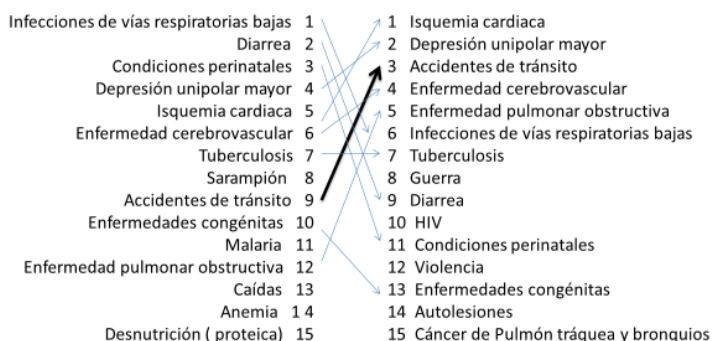 Infecciones de vías respiratorias bajas 1 1 Isquemia cardiaca
Diarrea 2 2 Depresión unipolar mayor
Condiciones perinatales 3 3 Accidentes de tránsito
Depresión unipolar mayor 4 4 Enfermedad cerebrovascular
Isquemia cardiaca 5 5 Enfermedad pulmonar obstructiva
Enfermedad cerebrovascular 6 6 Infecciones de vías respiratorias bajas
Tuberculosis 7 7 Tuberculosis
Sarampión 8 8 Guerra
Accidentes de tránsito 9 9 Diarrea
Enfermedades congénitas 10 10 HIV
Malaria 11 11 Condiciones perinatales
Enfermedad pulmonar obstructiva 12 12 Violencia
Caídas 13 13 Enfermedades congénitas
Anemia 1 4 14 Autolesiones
Desnutrición ( proteica) 15 15 Cáncer de Pulmón tráquea y bronquios